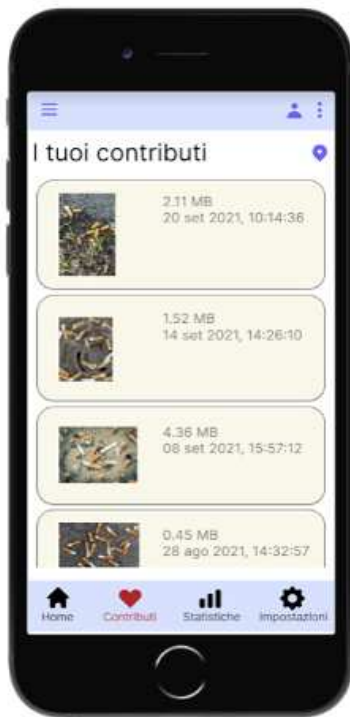 I tuoi contributi
2.11 MB
20 set 2021, 10:14:36
1.52 MB
14 set 2021, 14:26:10
4.36 MB
08 set 2021, 15:57:12
0.45 MB
28 ago 2021, 14:32:57
Home Contributi Statistiche Impostazioni